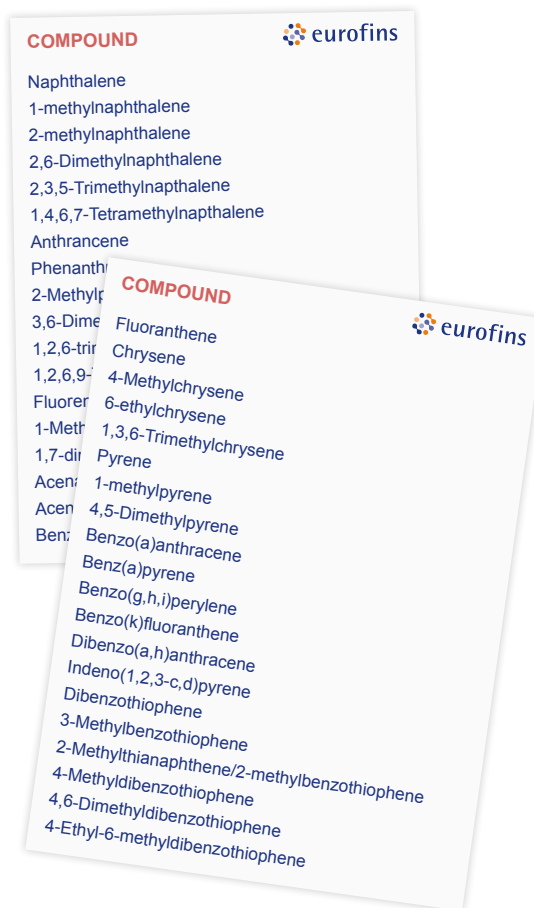 COMPOUND
eurofins
Naphthalene
1-methylnaphthalene
2-methylnaphthalene
2,6-Dimethylnaphthalene
2,3,5-Trimethylnapthalene
1,4,6,7-Tetramethylnapthalene
Anthrancene
COMPOUND
eurofins
Fluoranthene
Chrysene
4-Methylchrysene
6-ethylchrysene
1,3,6-Trimethylchrysene
Pyrene
1-methylpyrene
4,5-Dimethylpyrene
Benzo(a)anthracene
Benz(a)pyrene
Benzo(g,h,i)perylene
Benzo(k)fluoranthene
Dibenzo(a,h)anthracene
Indeno(1,2,3-c,d)pyrene
Dibenzothiophene
3-Methylbenzothiophene
2-Methylthianaphthene/2-methylbenzothiophene
4-Methyldibenzothiophene
4,6-Dimethyldibenzothiophene
4-Ethyl-6-methyldibenzothiophene